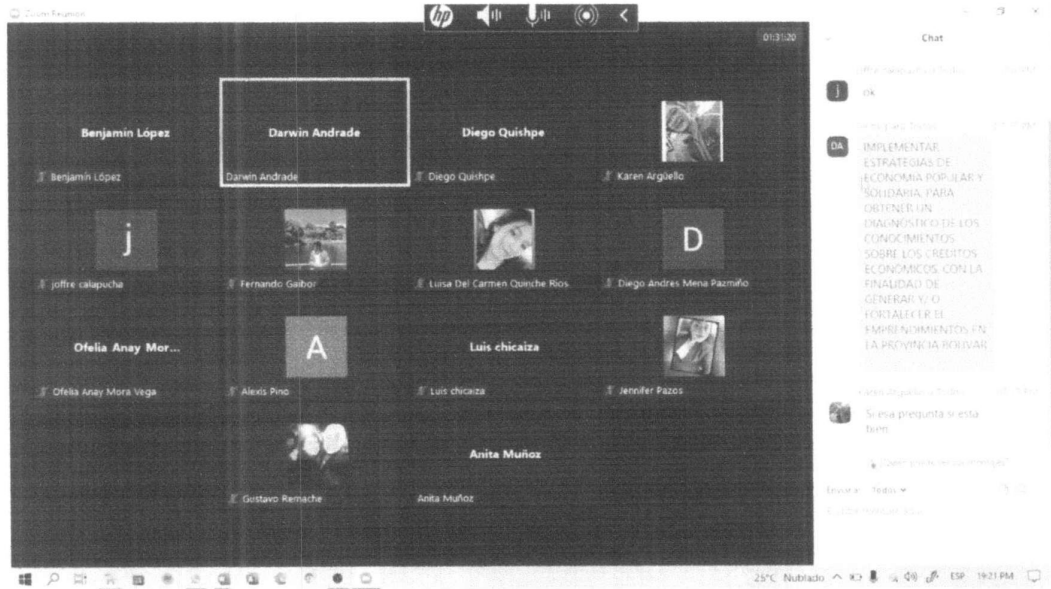 Zoom Reunión
hp
01:31:20
Chat
Benjamin López
Darwin Andrade
Diego Quishpe
Benjamin López
Darwin Andrade
Diego Quishpe
Karen Argüello
j
D
joffre calapucha
Fernando Gaibor
Luisa Del Carmen Quinche Rios
Diego Andres Mena Pazmiño
Ofelia Anay Mor...
A
Luis chicaiza
Ofelia Anay Mora Vega
Alexis Pino
Luis chicaiza
Jennifer Pazos
Anita Muñoz
Gustavo Remache
Anita Muñoz
j
ok
DA
IMPLEMENTAR
ESTRATEGIAS DE
ECONOMIA POPULAR Y
SOLIDARIA, PARA
OBTENER UN
DIAGNÓSTICO DE LOS
CONOCIMIENTOS
SOBRE LOS CREDITOS
ECONÓMICOS, CON LA
FINALIDAD DE
GENERAR Y/ O
FORTALECER EL
EMPRENDIMIENTOS EN
LA PROVINCIA BOLIVAR
Si esa pregunta si esta
bien
Todos
25°C Nublado
ESP
19:21 PM